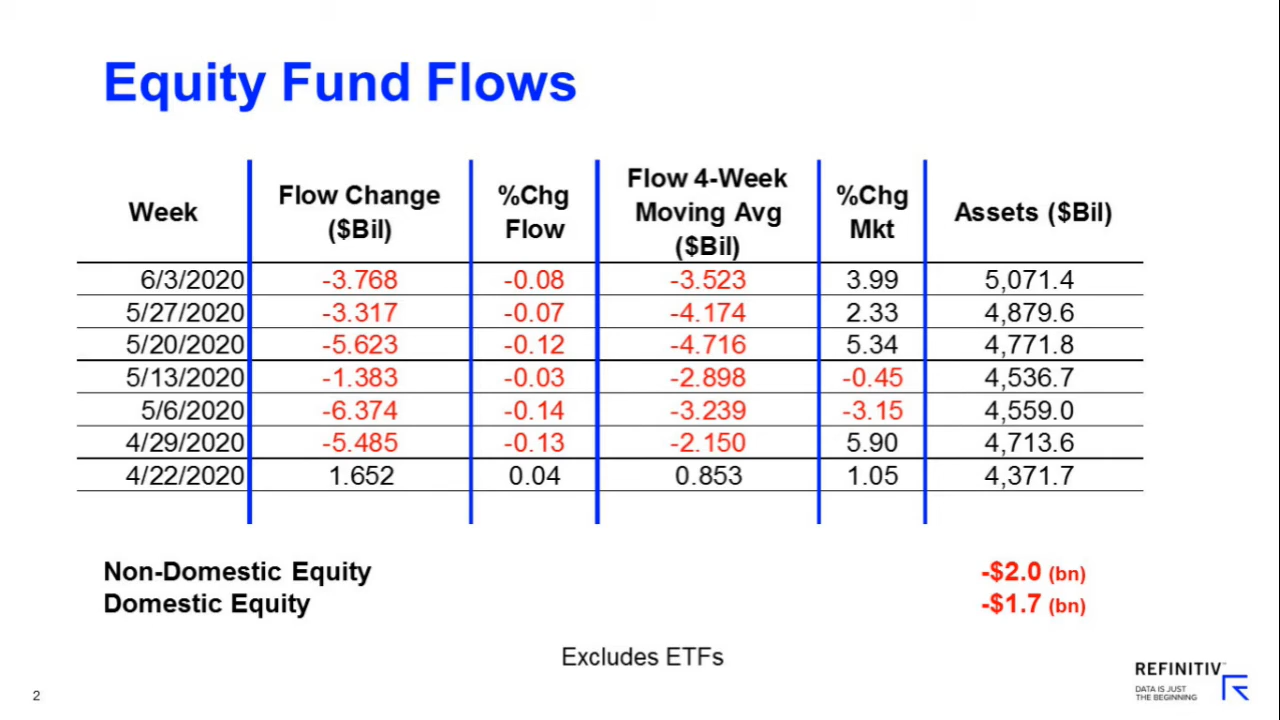 Equity Fund Flows
Week Flow Change ($Bil) %Chg Flow Flow 4-Week Moving Avg ($Bil) %Chg Mkt Assets ($Bil)
6/3/2020 -3.768 -0.08 -3.523 3.99 5,071.4
5/27/2020 -3.317 -0.07 -4.174 2.33 4,879.6
5/20/2020 -5.623 -0.12 -4.716 5.34 4,771.8
5/13/2020 -1.383 -0.03 -2.898 -0.45 4,536.7
5/6/2020 -6.374 -0.14 -3.239 -3.15 4,559.0
4/29/2020 -5.485 -0.13 -2.150 5.90 4,713.6
4/22/2020 1.652 0.04 0.853 1.05 4,371.7
Non-Domestic Equity -$2.0 (bn)
Domestic Equity -$1.7 (bn)
Excludes ETFs
REFINITIV
DATA IS JUST
THE BEGINNING
2